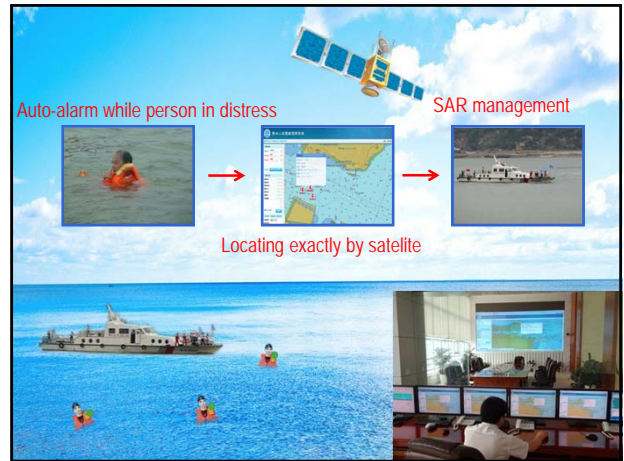 Auto-alarm while person in distress
SAR management
Locating exactly by satelite